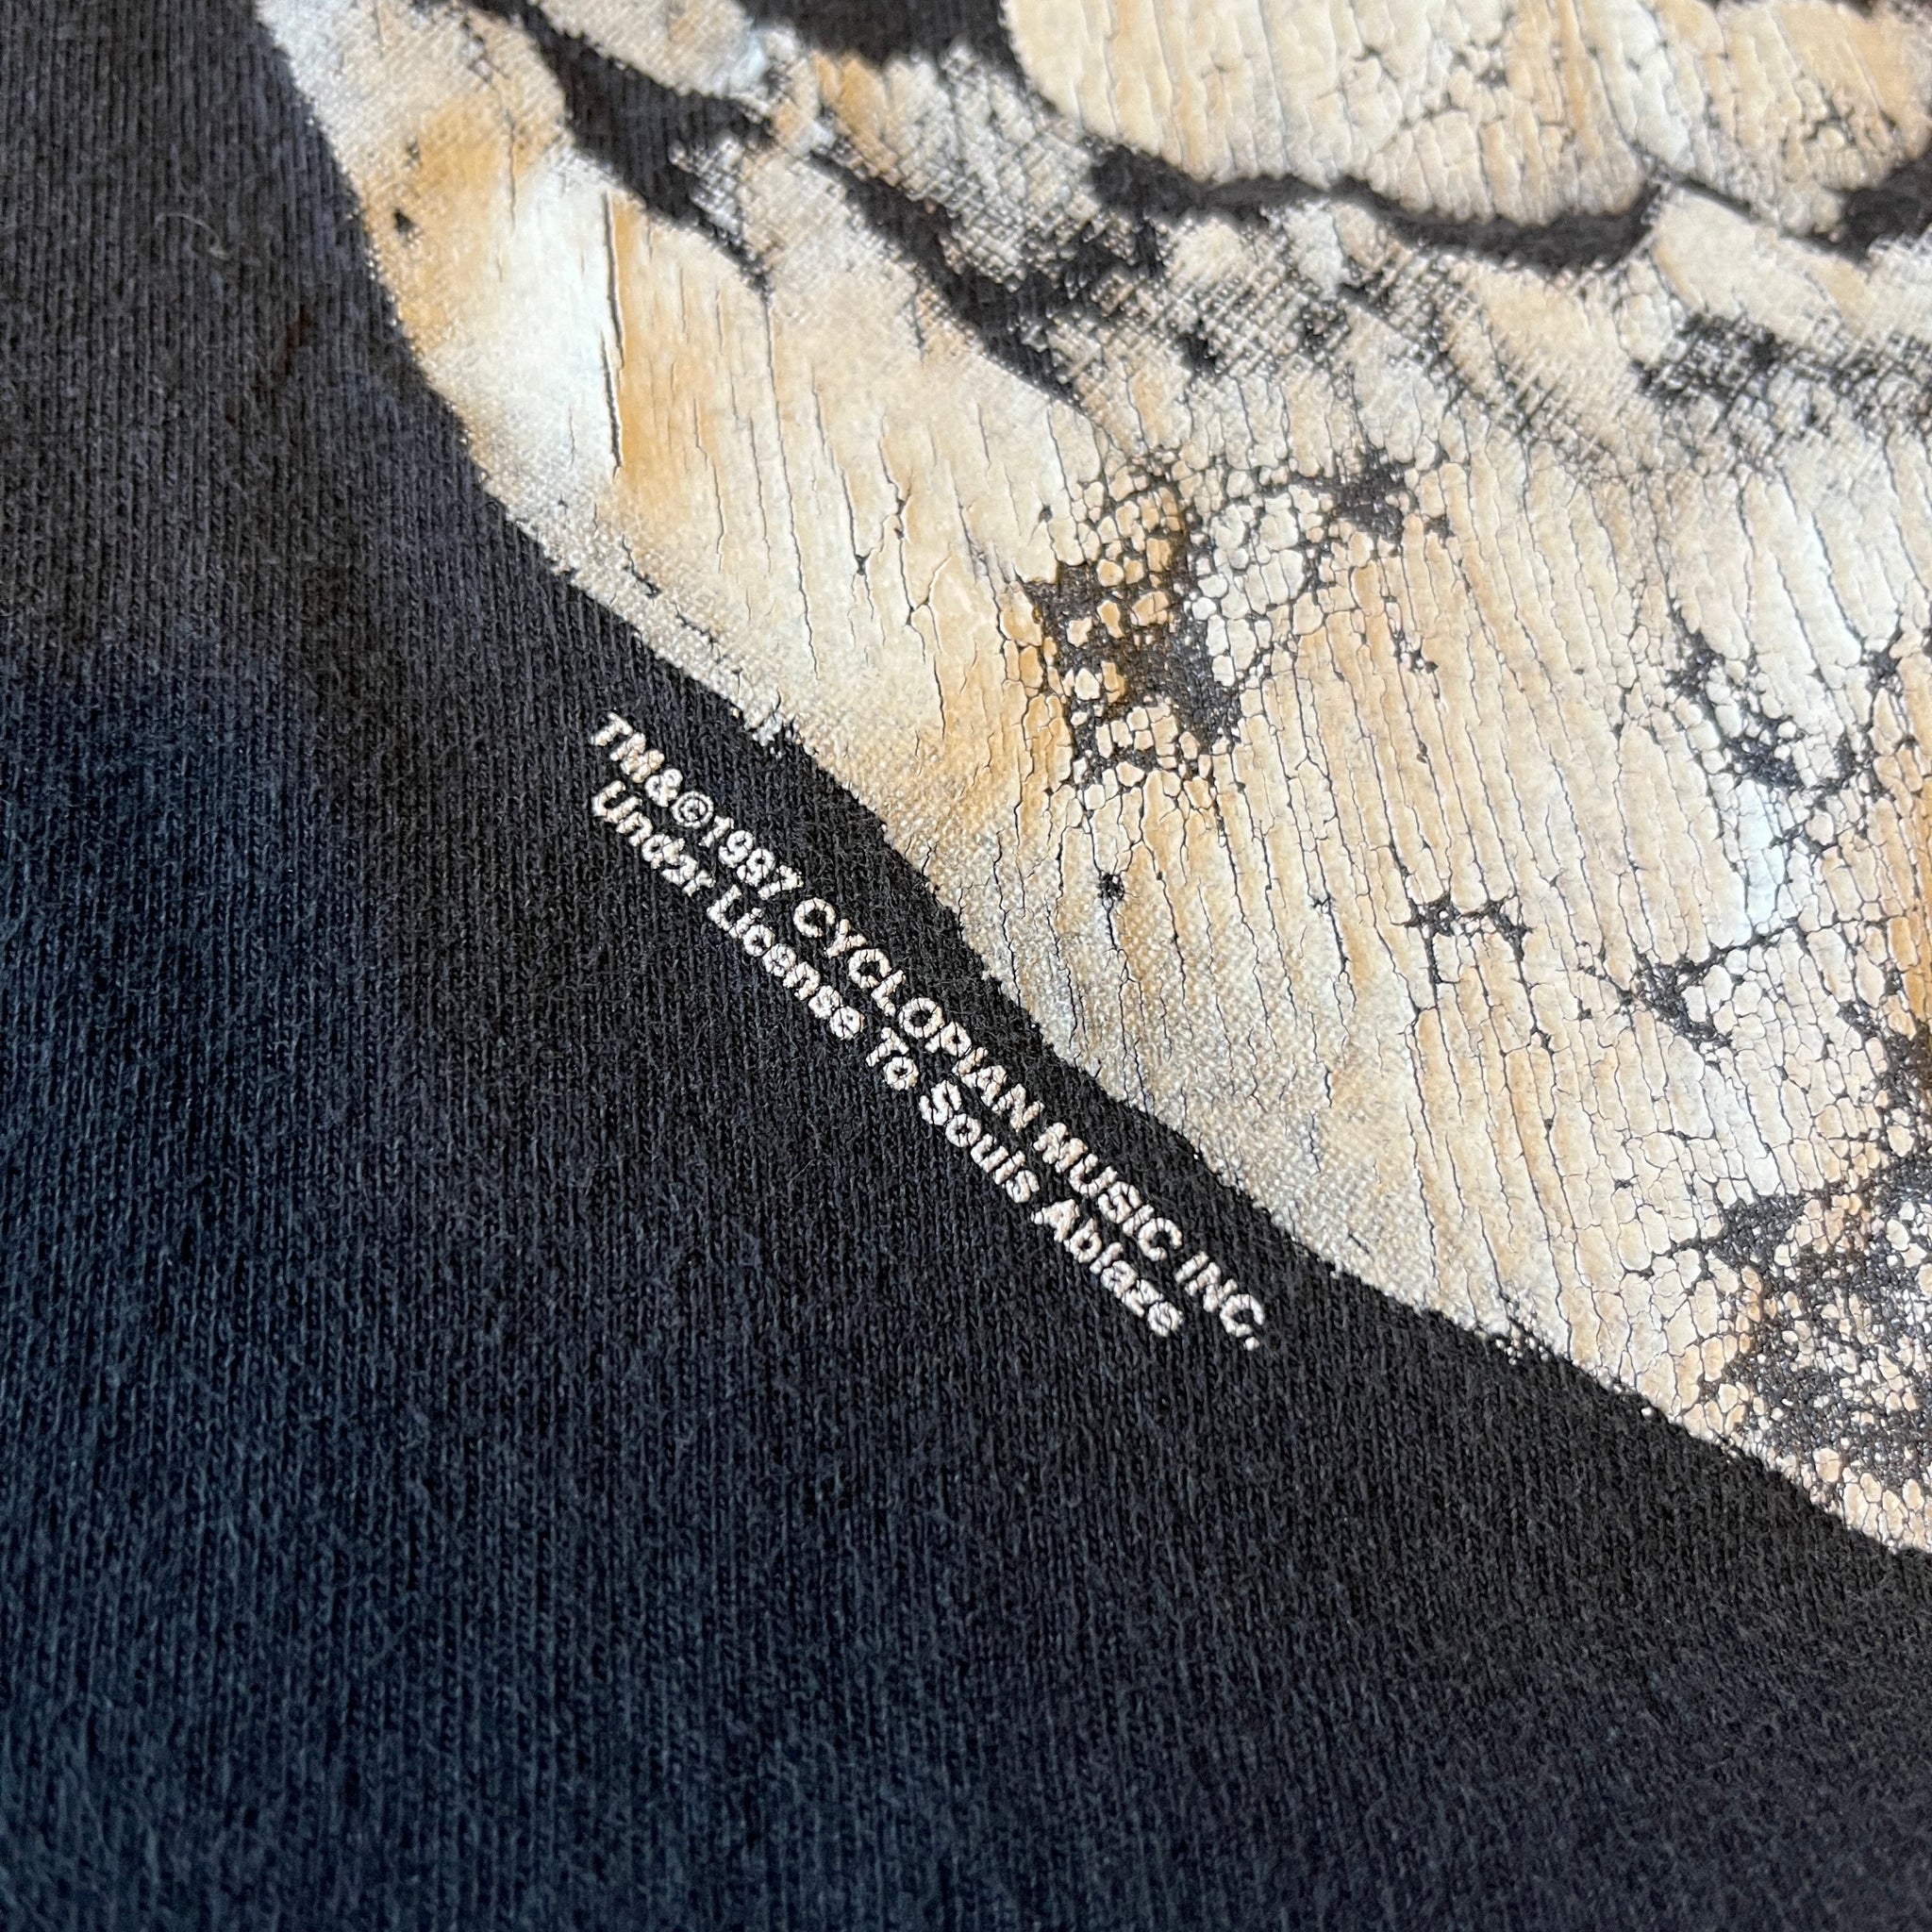 TM&©1997 CYCLOPIAN MUSIC INC.
Under License To Souls Ablaze